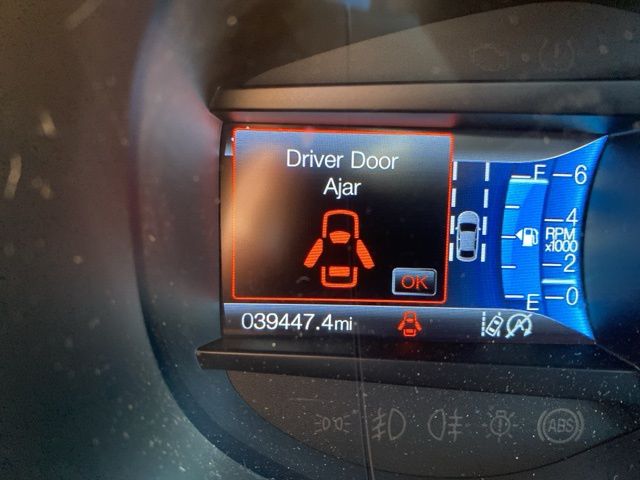 Driver Door
Ajar
OK
F
6
4
RPM
x1000
2
E
0
039447.4mi
ABS